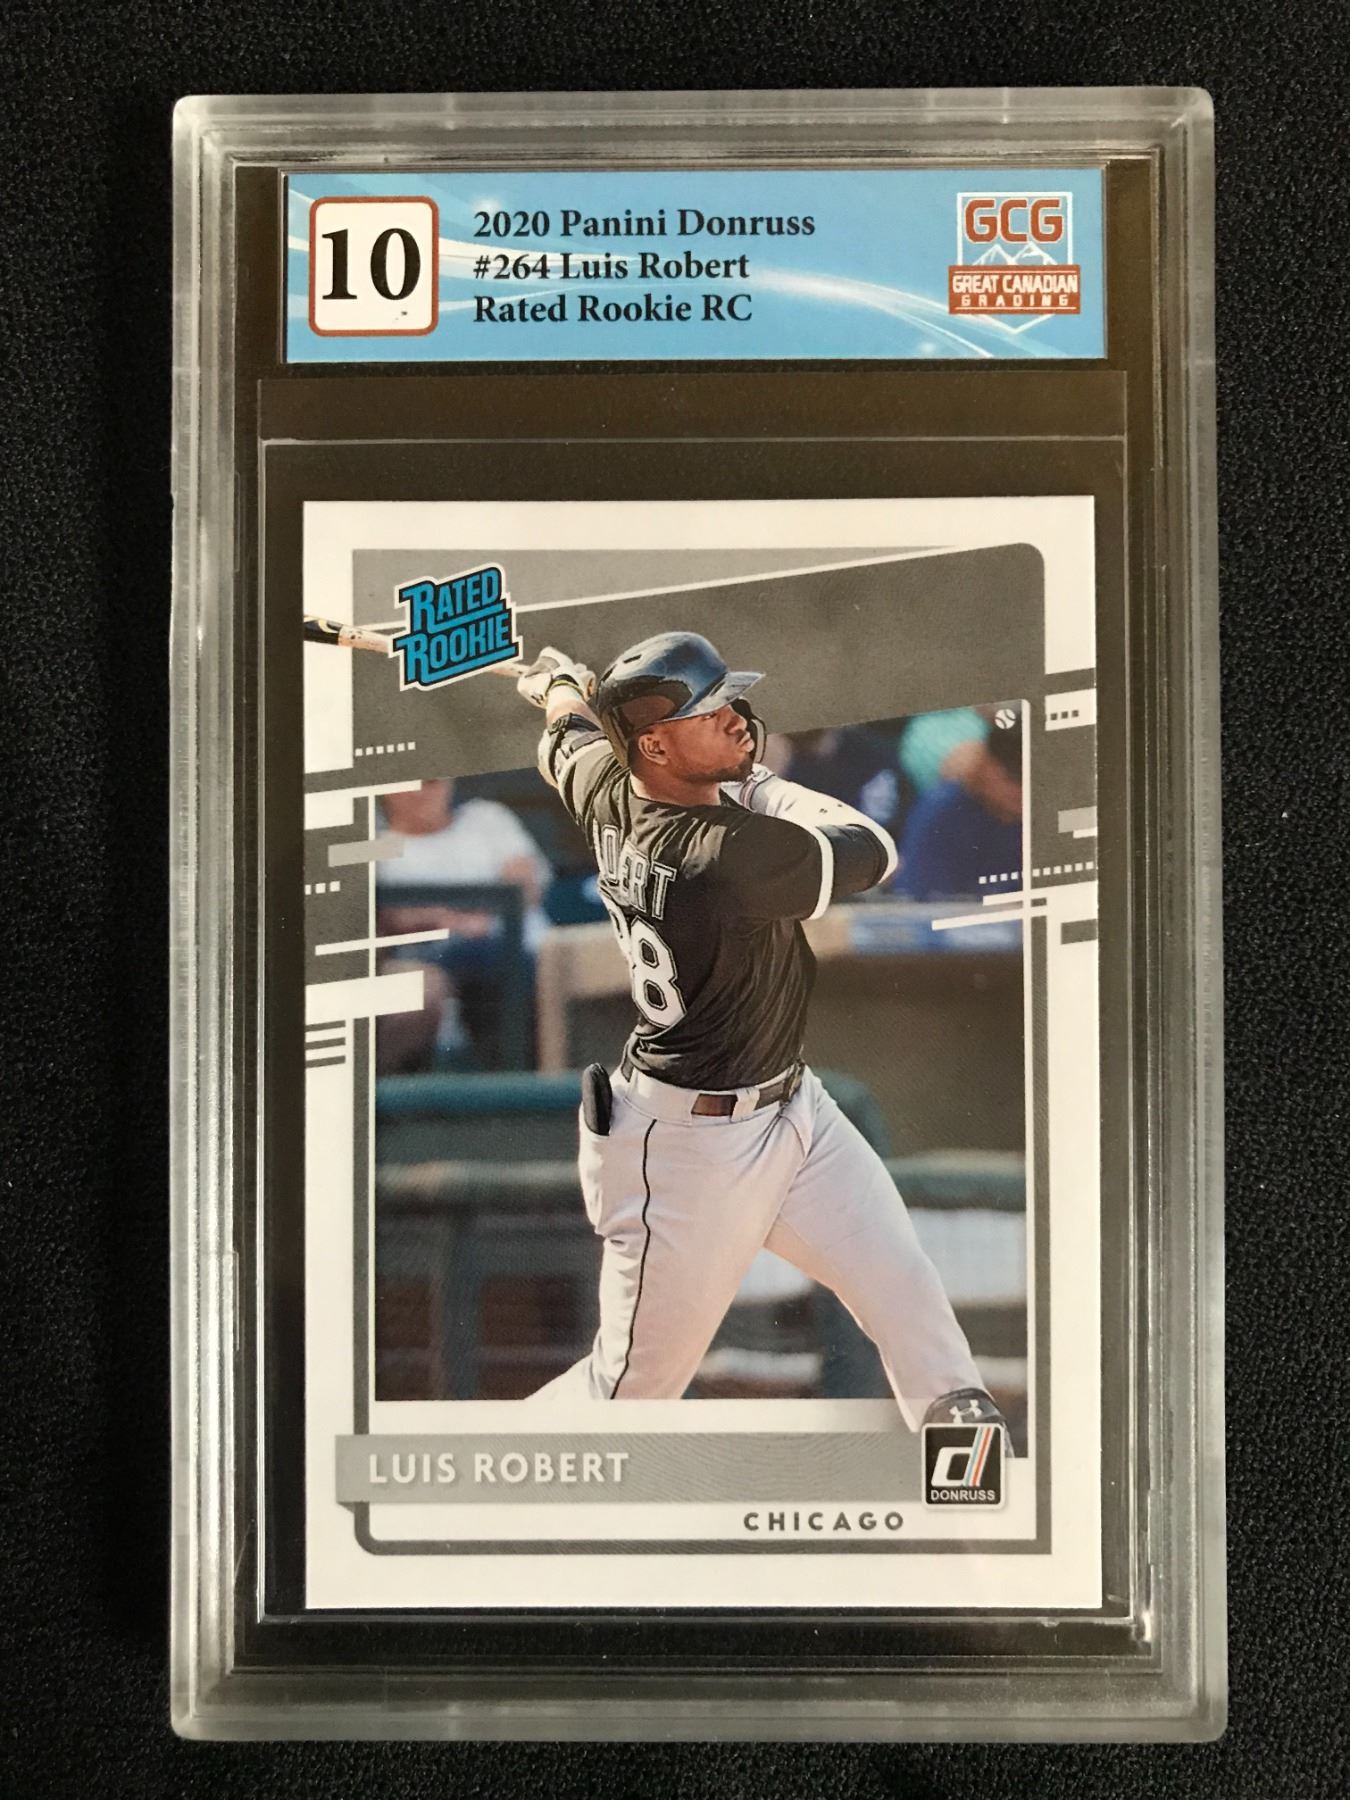 10
2020 Panini Donruss
#264 Luis Robert
Rated Rookie RC
GCG
GREAT CANADIAN
GRADING
RATED
ROOKIE
88
LUIS ROBERT
DONRUSS
CHICAGO